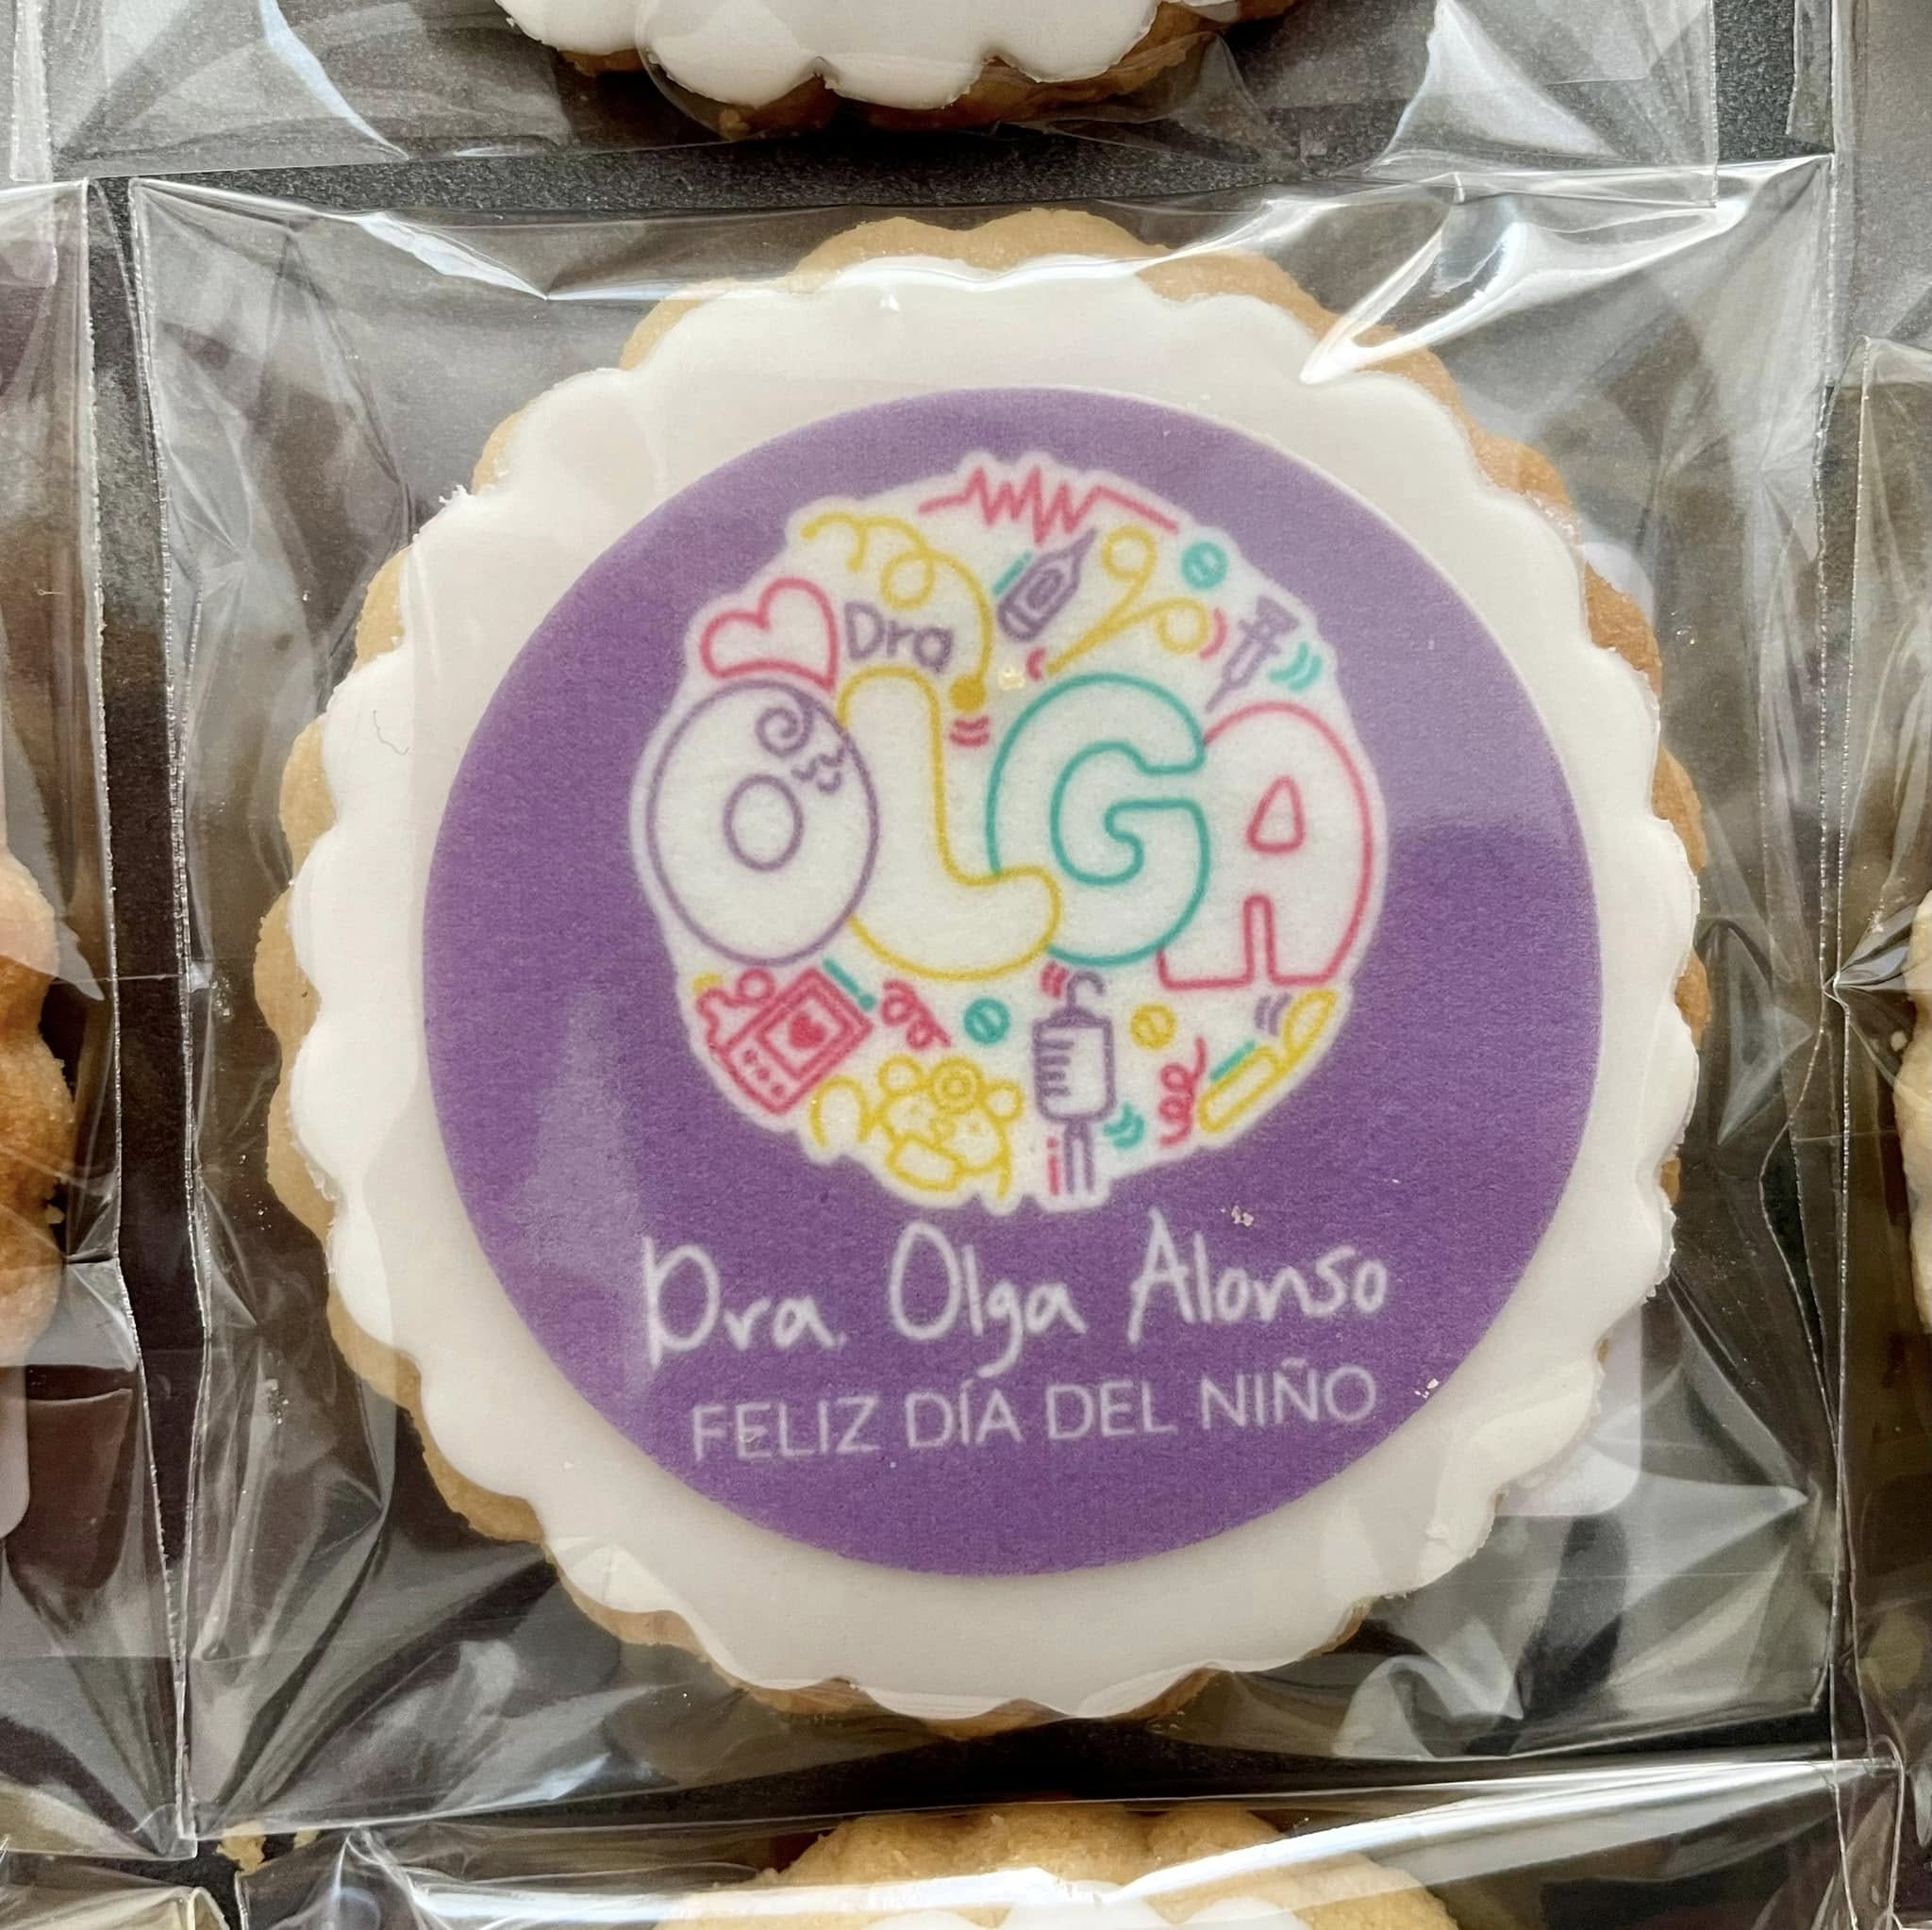 Dra
OLGA
Dra. Olga Alonso
FELIZ DÍA DEL NIÑO